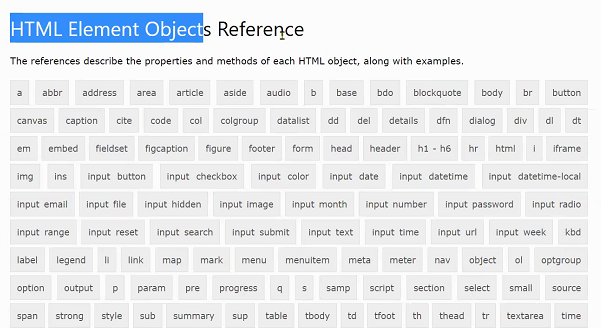 HTML Element Objects Reference
The references describe the properties and methods of each HTML object, along with examples.
a abbr address area article aside audio b base bdo blockquote body br button
canvas caption cite code col colgroup datalist dd del details dfn dialog div dl dt
em embed fieldset figcaption figure footer form head header h1 - h6 hr html i iframe
img ins input button input checkbox input color input date input datetime input datetime-local
input email input file input hidden input image input month input number input password input radio
input range input reset input search input submit input text input time input url input week kbd
label legend li link map mark menu menuitem meta meter nav object ol optgroup
option output p param pre progress q s samp script section select small source
span strong style sub summary sup table tbody td tfoot th thead tr textarea time